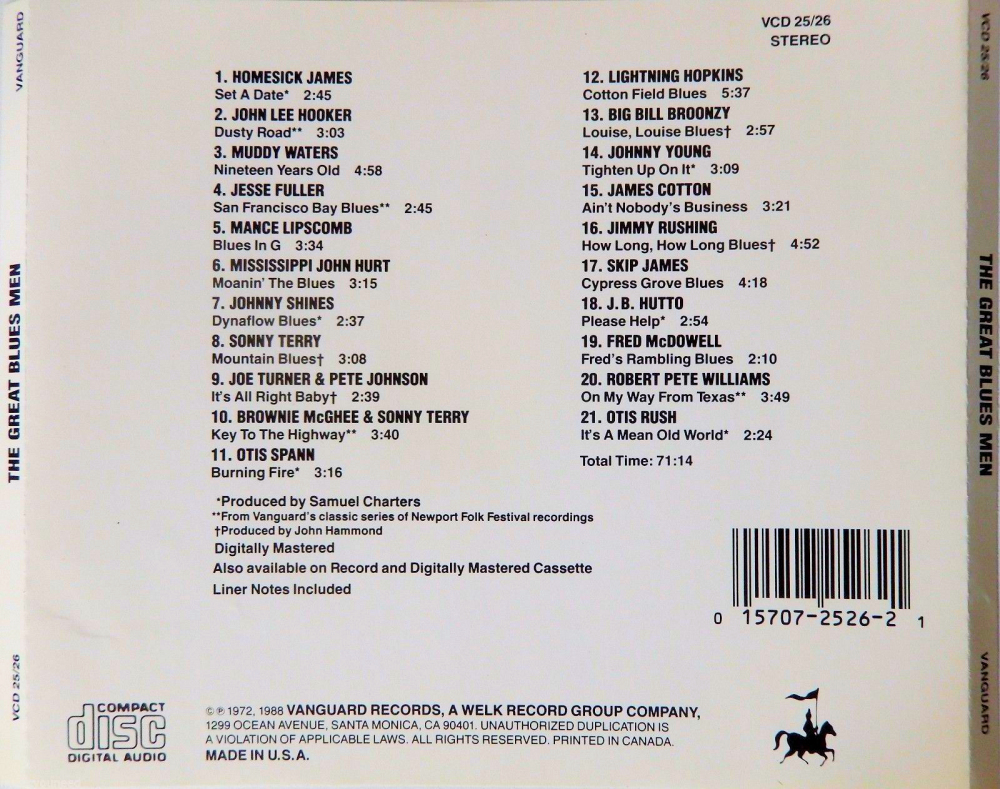 VANGUARD
THE GREAT BLUES MEN
VCD 25/26
VCD 25/26
STEREO
1. HOMESICK JAMES
Set A Date* 2:45
2. JOHN LEE HOOKER
Dusty Road** 3:03
3. MUDDY WATERS
Nineteen Years Old 4:58
4. JESSE FULLER
San Francisco Bay Blues** 2:45
5. MANCE LIPSCOMB
Blues In G 3:34
6. MISSISSIPPI JOHN HURT
Moanin' The Blues 3:15
7. JOHNNY SHINES
Dynaflow Blues* 2:37
8. SONNY TERRY
Mountain Blues† 3:08
9. JOE TURNER & PETE JOHNSON
It's All Right Baby† 2:39
10. BROWNIE McGHEE & SONNY TERRY
Key To The Highway** 3:40
11. OTIS SPANN
Burning Fire* 3:16
12. LIGHTNING HOPKINS
Cotton Field Blues 5:37
13. BIG BILL BROONZY
Louise, Louise Blues† 2:57
14. JOHNNY YOUNG
Tighten Up On It* 3:09
15. JAMES COTTON
Ain't Nobody's Business 3:21
16. JIMMY RUSHING
How Long, How Long Blues† 4:52
17. SKIP JAMES
Cypress Grove Blues 4:18
18. J.B. HUTTO
Please Help* 2:54
19. FRED McDOWELL
Fred's Rambling Blues 2:10
20. ROBERT PETE WILLIAMS
On My Way From Texas** 3:49
21. OTIS RUSH
It's A Mean Old World* 2:24
Total Time: 71:14
*Produced by Samuel Charters
**From Vanguard's classic series of Newport Folk Festival recordings
†Produced by John Hammond
Digitally Mastered
Also available on Record and Digitally Mastered Cassette
Liner Notes Included
0 15707-2526-2 1
COMPACT
disc
DIGITAL AUDIO
© ℗ 1972, 1988 VANGUARD RECORDS, A WELK RECORD GROUP COMPANY,
1299 OCEAN AVENUE, SANTA MONICA, CA 90401. UNAUTHORIZED DUPLICATION IS
A VIOLATION OF APPLICABLE LAWS. ALL RIGHTS RESERVED. PRINTED IN CANADA.
MADE IN U.S.A.
VCD 25/26
THE GREAT BLUES MEN
VANGUARD